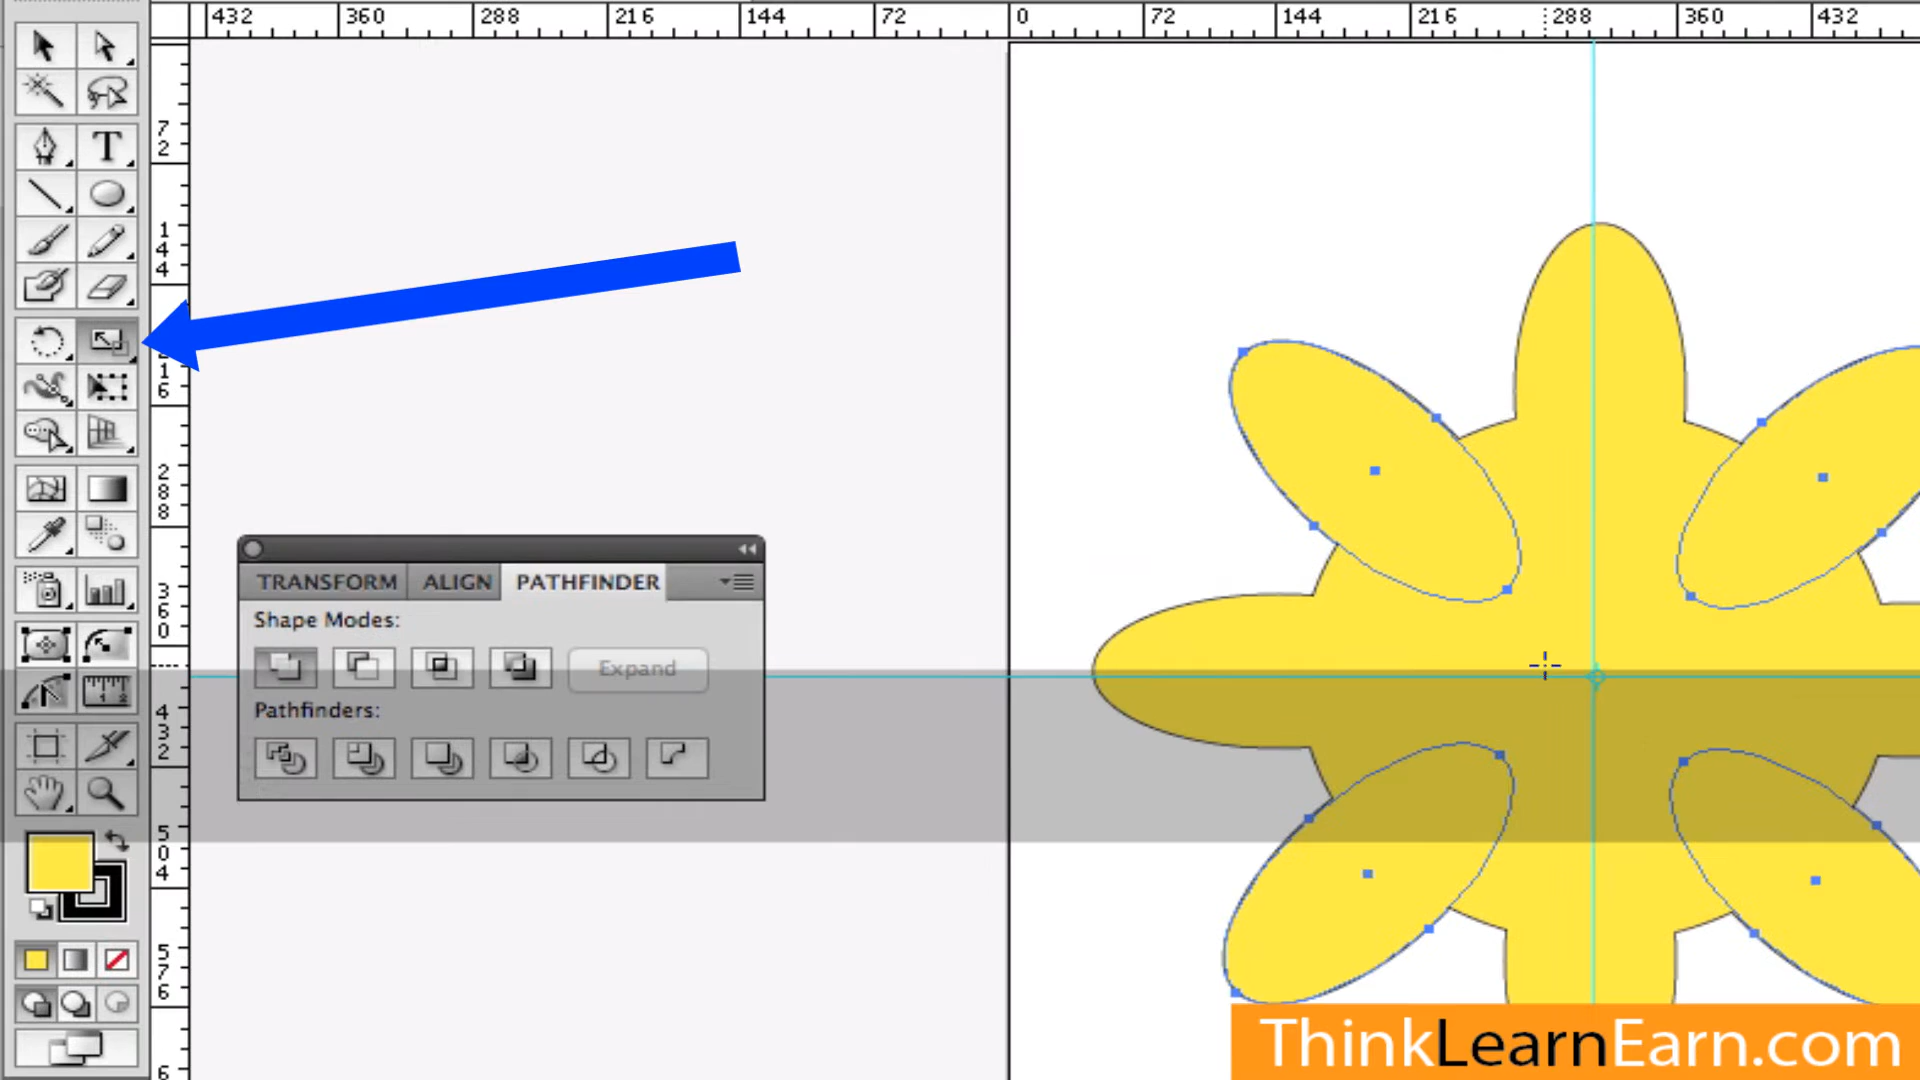 432 360 288 216 144 72 0 72 144 216 288 360 432
72
144
216
288
360
432
504
576
6
T
TRANSFORM ALIGN PATHFINDER
Shape Modes:
Expand
Pathfinders:
ThinkLearnEarn.com